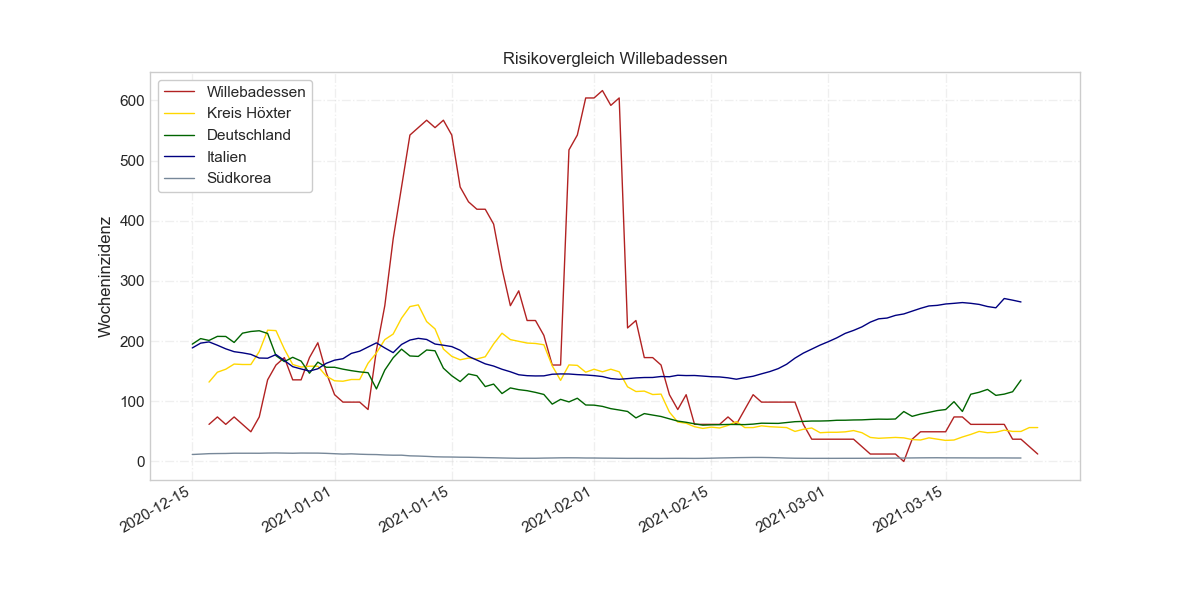 Risikovergleich Willebadessen
Willebadessen
Kreis Höxter
Deutschland
Italien
Südkorea
Wocheninzidenz
600
500
400
300
200
100
0
2020-12-15
2021-01-01
2021-01-15
2021-02-01
2021-02-15
2021-03-01
2021-03-15